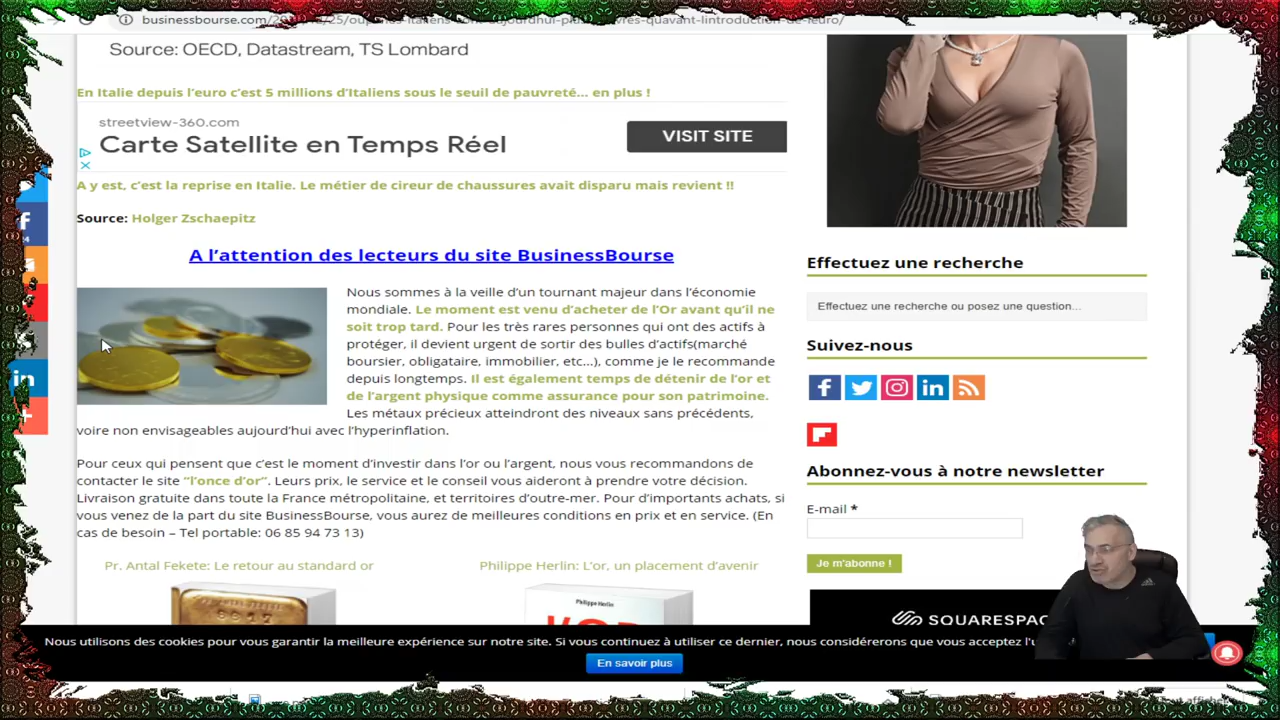 businessbourse.com/
Source: OECD, Datastream, TS Lombard
En Italie depuis l'euro c'est 5 millions d'Italiens sous le seuil de pauvreté... en plus !
streetview-360.com
Carte Satellite en Temps Réel
VISIT SITE
A y est, c'est la reprise en Italie. Le métier de cireur de chaussures avait disparu mais revient !!
Source: Holger Zschaepitz
A l'attention des lecteurs du site BusinessBourse
Nous sommes à la veille d'un tournant majeur dans l'économie
mondiale. Le moment est venu d'acheter de l'Or avant qu'il ne
soit trop tard. Pour les très rares personnes qui ont des actifs à
protéger, il devient urgent de sortir des bulles d'actifs(marché
boursier, obligataire, immobilier, etc...), comme je le recommande
depuis longtemps. Il est également temps de détenir de l'or et
de l'argent physique comme assurance pour son patrimoine.
Les métaux précieux atteindront des niveaux sans précédents,
voire non envisageables aujourd'hui avec l'hyperinflation.
Pour ceux qui pensent que c'est le moment d'investir dans l'or ou l'argent, nous vous recommandons de
contacter le site "l'once d'or". Leurs prix, le service et le conseil vous aideront à prendre votre décision.
Livraison gratuite dans toute la France métropolitaine, et territoires d'outre-mer. Pour d'importants achats, si
vous venez de la part du site BusinessBourse, vous aurez de meilleures conditions en prix et en service. (En
cas de besoin – Tel portable: 06 85 94 73 13)
Pr. Antal Fekete: Le retour au standard or
Philippe Herlin: L'or, un placement d'avenir
Philippe Herlin
Effectuez une recherche
Effectuez une recherche ou posez une question...
Suivez-nous
Abonnez-vous à notre newsletter
E-mail *
Je m'abonne !
SQUARESPAC
Nous utilisons des cookies pour vous garantir la meilleure expérience sur notre site. Si vous continuez à utiliser ce dernier, nous considérerons que vous acceptez
En savoir plus